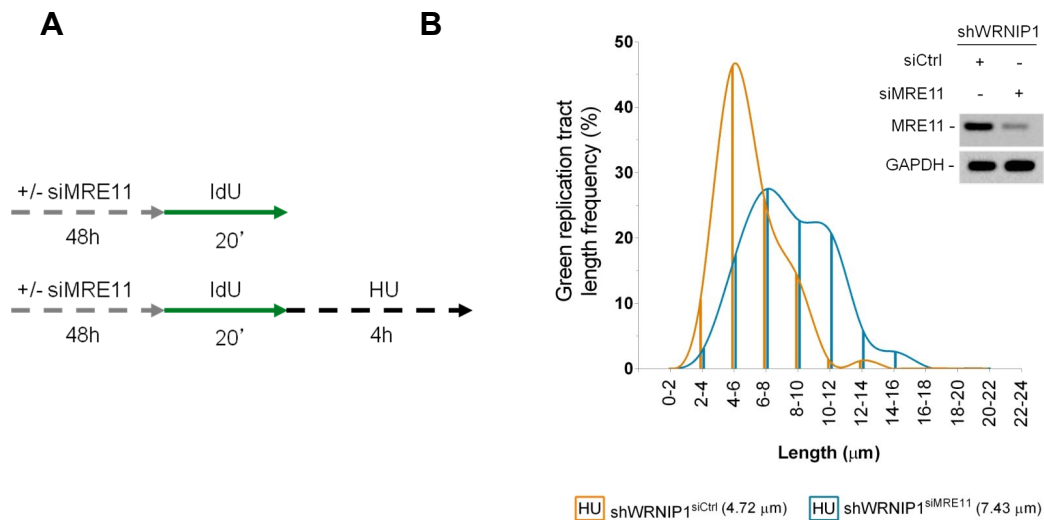 A
+/- siMRE11 IdU
48h 20'
+/- siMRE11 IdU HU
48h 20' 4h
B
Green replication tract
length frequency (%)
50
40
30
20
10
0
0-2 2-4 4-6 6-8 8-10 10-12 12-14 14-16 16-18 18-20 20-22 22-24
Length (μm)
shWRNIP1
siCtrl + -
siMRE11 - +
MRE11 -
GAPDH -
HU shWRNIP1siCtrl (4.72 μm) HU shWRNIP1siMRE11 (7.43 μm)